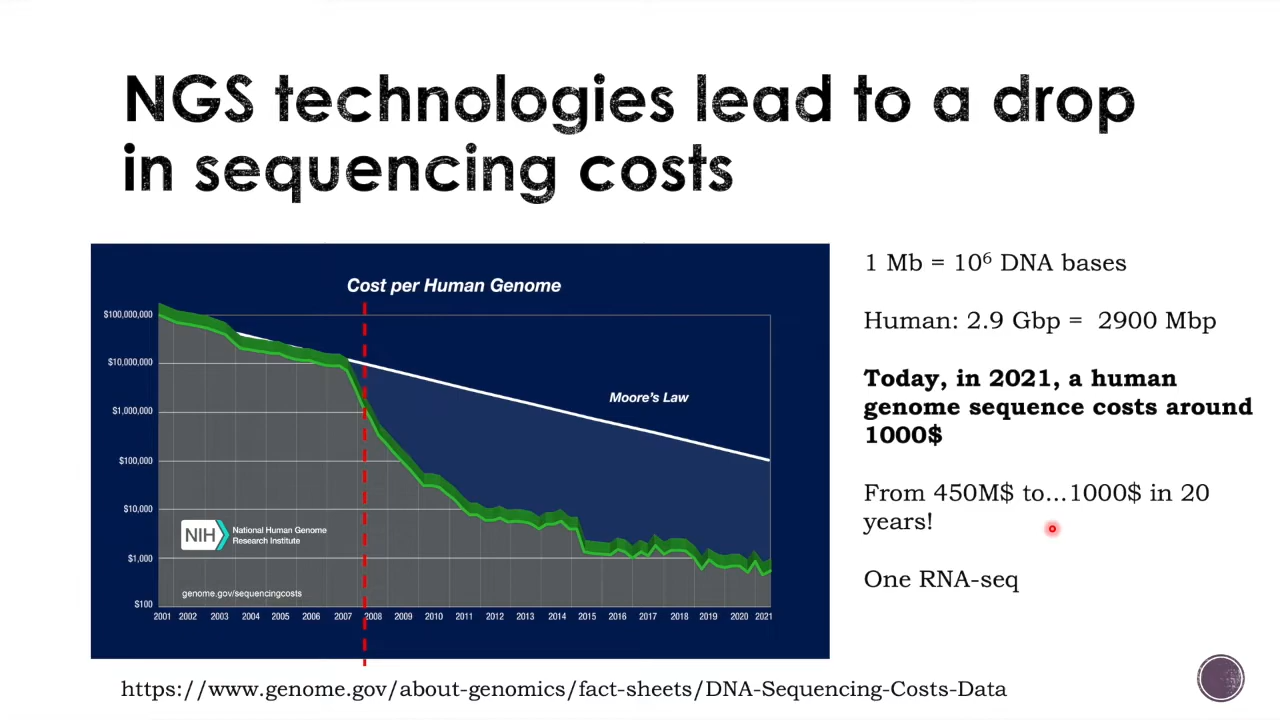 NGS technologies lead to a drop
in sequencing costs
Cost per Human Genome
$100,000,000
$10,000,000
$1,000,000
$100,000
$10,000
$1,000
$100
Moore's Law
NIH
National Human Genome
Research Institute
genome.gov/sequencingcosts
2001 2002 2003 2004 2005 2006 2007 2008 2009 2010 2011 2012 2013 2014 2015 2016 2017 2018 2019 2020 2021
1 Mb = 10⁶ DNA bases
Human: 2.9 Gbp = 2900 Mbp
Today, in 2021, a human
genome sequence costs around
1000$
From 450M$ to...1000$ in 20
years!
One RNA-seq
https://www.genome.gov/about-genomics/fact-sheets/DNA-Sequencing-Costs-Data